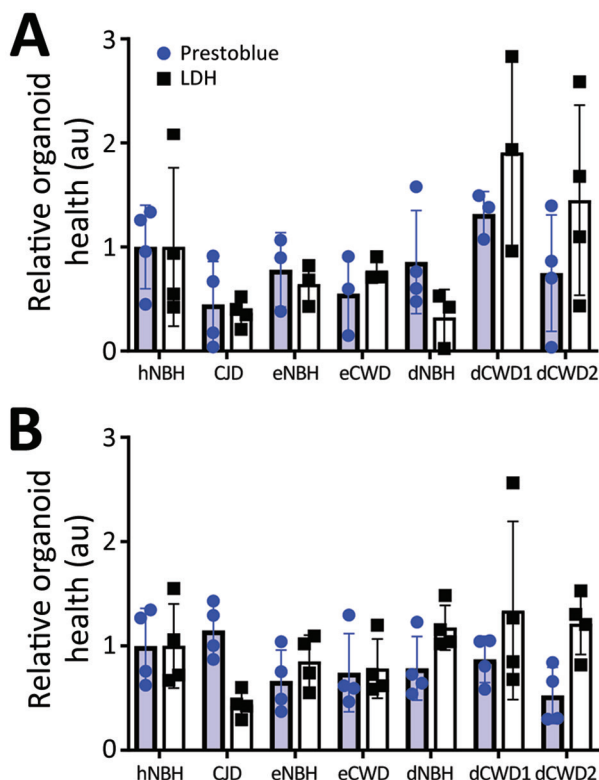 A
Relative organoid
health (au)
3
2
1
0
Prestoblue
LDH
hNBH CJD eNBH eCWD dNBH dCWD1 dCWD2
B
Relative organoid
health (au)
3
2
1
0
hNBH CJD eNBH eCWD dNBH dCWD1 dCWD2